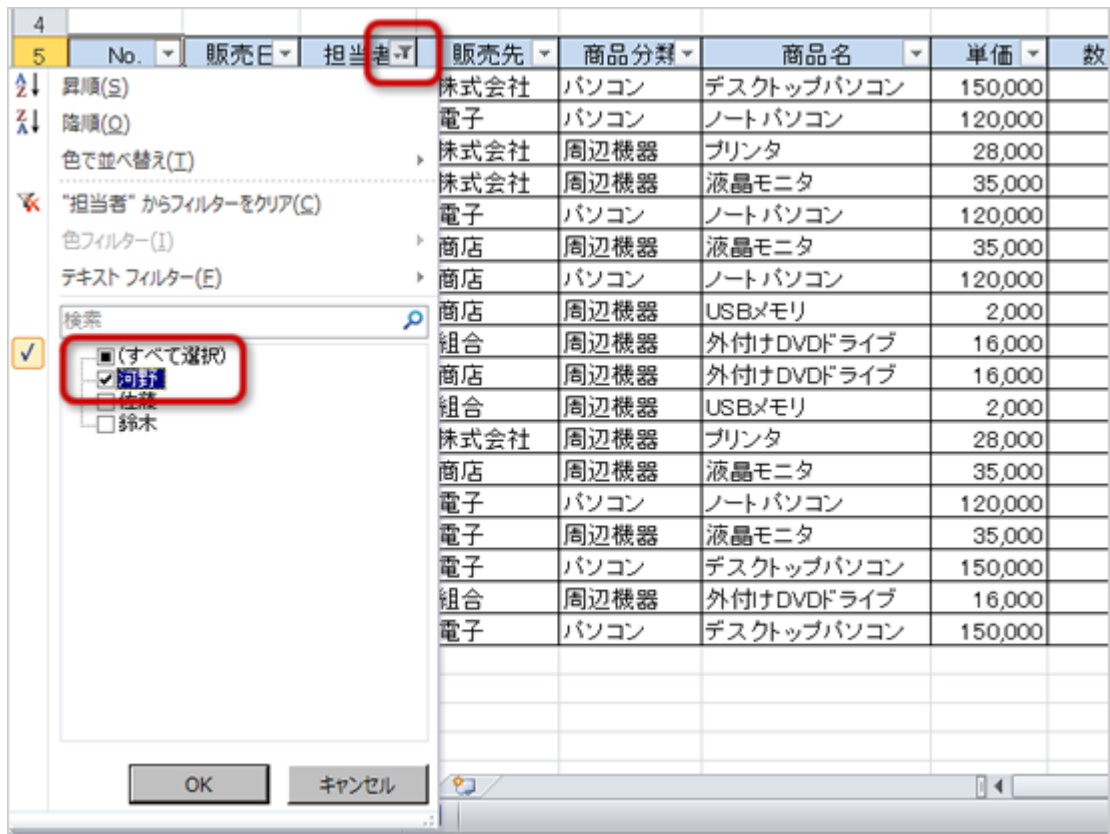 4
5 No. 販売日 担当者 販売先 商品分類 商品名 単価 数
昇順(S)
降順(O)
色で並べ替え(T)
"担当者" からフィルターをクリア(C)
色フィルター(I)
テキスト フィルター(F)
検索
(すべて選択)
河野
佐藤
鈴木
OK キャンセル
株式会社 パソコン デスクトップパソコン 150,000
電子 パソコン ノートパソコン 120,000
株式会社 周辺機器 プリンタ 28,000
株式会社 周辺機器 液晶モニタ 35,000
電子 パソコン ノートパソコン 120,000
商店 周辺機器 液晶モニタ 35,000
商店 パソコン ノートパソコン 120,000
商店 周辺機器 USBメモリ 2,000
組合 周辺機器 外付けDVDドライブ 16,000
商店 周辺機器 外付けDVDドライブ 16,000
組合 周辺機器 USBメモリ 2,000
株式会社 周辺機器 プリンタ 28,000
商店 周辺機器 液晶モニタ 35,000
電子 パソコン ノートパソコン 120,000
電子 周辺機器 液晶モニタ 35,000
電子 パソコン デスクトップパソコン 150,000
組合 周辺機器 外付けDVDドライブ 16,000
電子 パソコン デスクトップパソコン 150,000